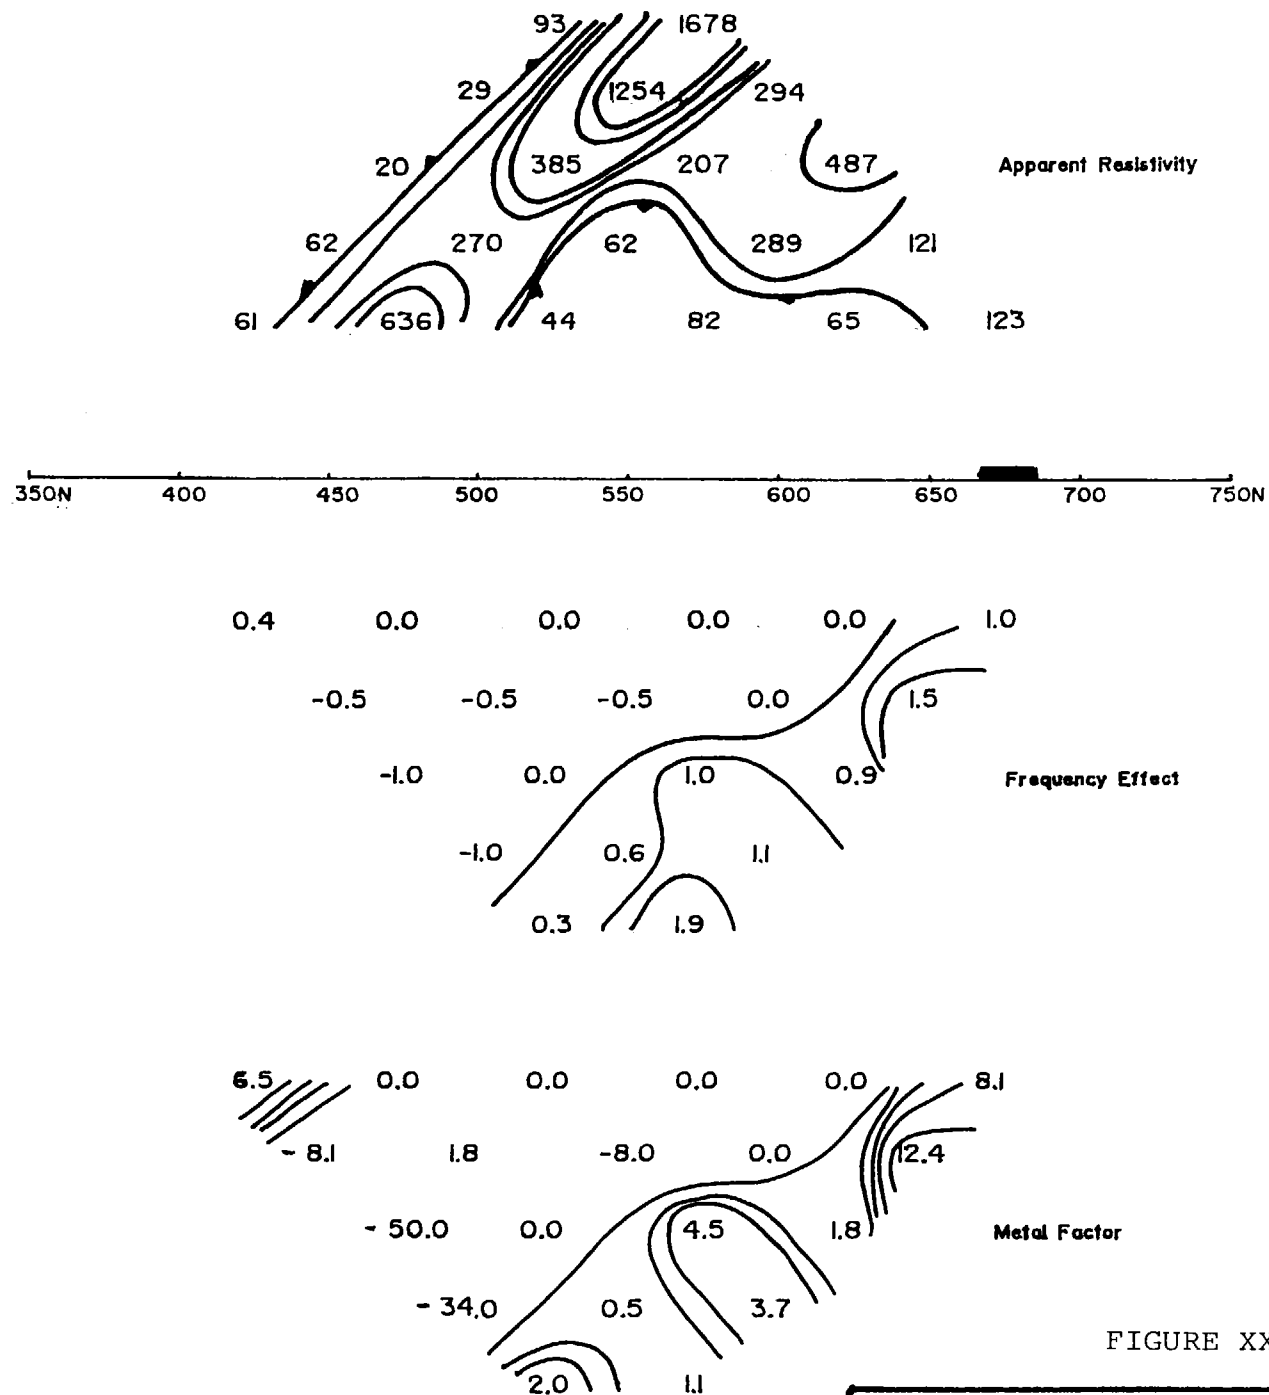 93 1678
29 1254 294
20 385 207 487 Apparent Resistivity
62 270 62 289 121
61 636 44 82 65 123
350N 400 450 500 550 600 650 700 750N
0.4 0.0 0.0 0.0 0.0 1.0
-0.5 -0.5 -0.5 0.0 1.5
-1.0 0.0 1.0 0.9 Frequency Effect
-1.0 0.6 1.1
0.3 1.9
6.5 0.0 0.0 0.0 0.0 8.1
-8.1 1.8 -8.0 0.0 12.4
-50.0 0.0 4.5 1.8 Metal Factor
-34.0 0.5 3.7
FIGURE XX
2.0 1.1